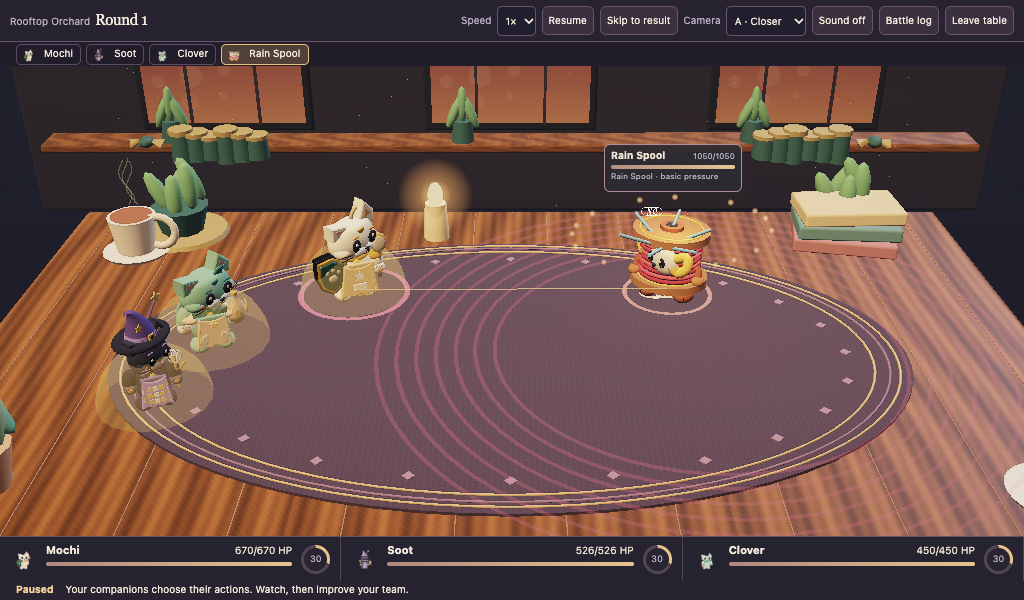 Rooftop Orchard Round 1
Speed 1x Resume Skip to result Camera A · Closer Sound off Battle log Leave table
Mochi Soot Clover Rain Spool
Rain Spool 1050/1050
Rain Spool · basic pressure
Mochi 670/670 HP 30
Soot 526/526 HP 30
Clover 450/450 HP 30
Paused Your companions choose their actions. Watch, then improve your team.